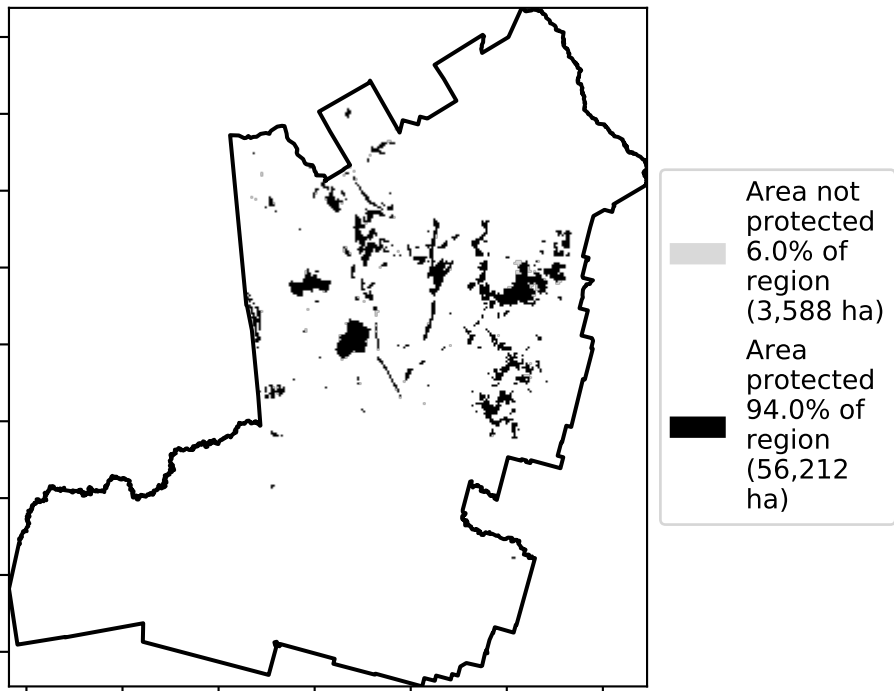 Area not
protected
6.0% of
region
(3,588 ha)
Area
protected
94.0% of
region
(56,212
ha)